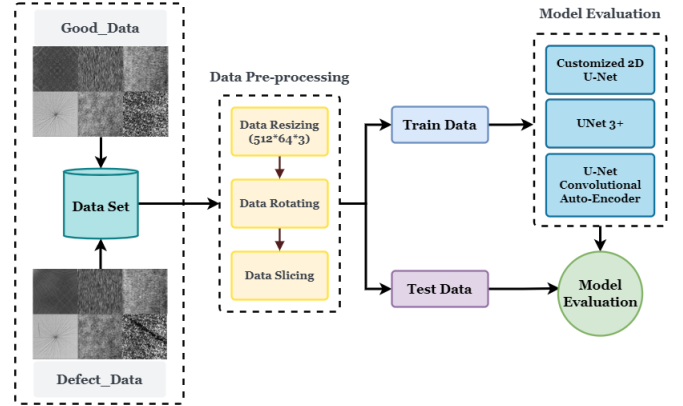 Good_Data
Data Set
Defect_Data
Data Pre-processing
Data Resizing
(512*64*3)
Data Rotating
Data Slicing
Train Data
Test Data
Model Evaluation
Customized 2D
U-Net
UNet 3+
U-Net
Convolutional
Auto-Encoder
Model
Evaluation